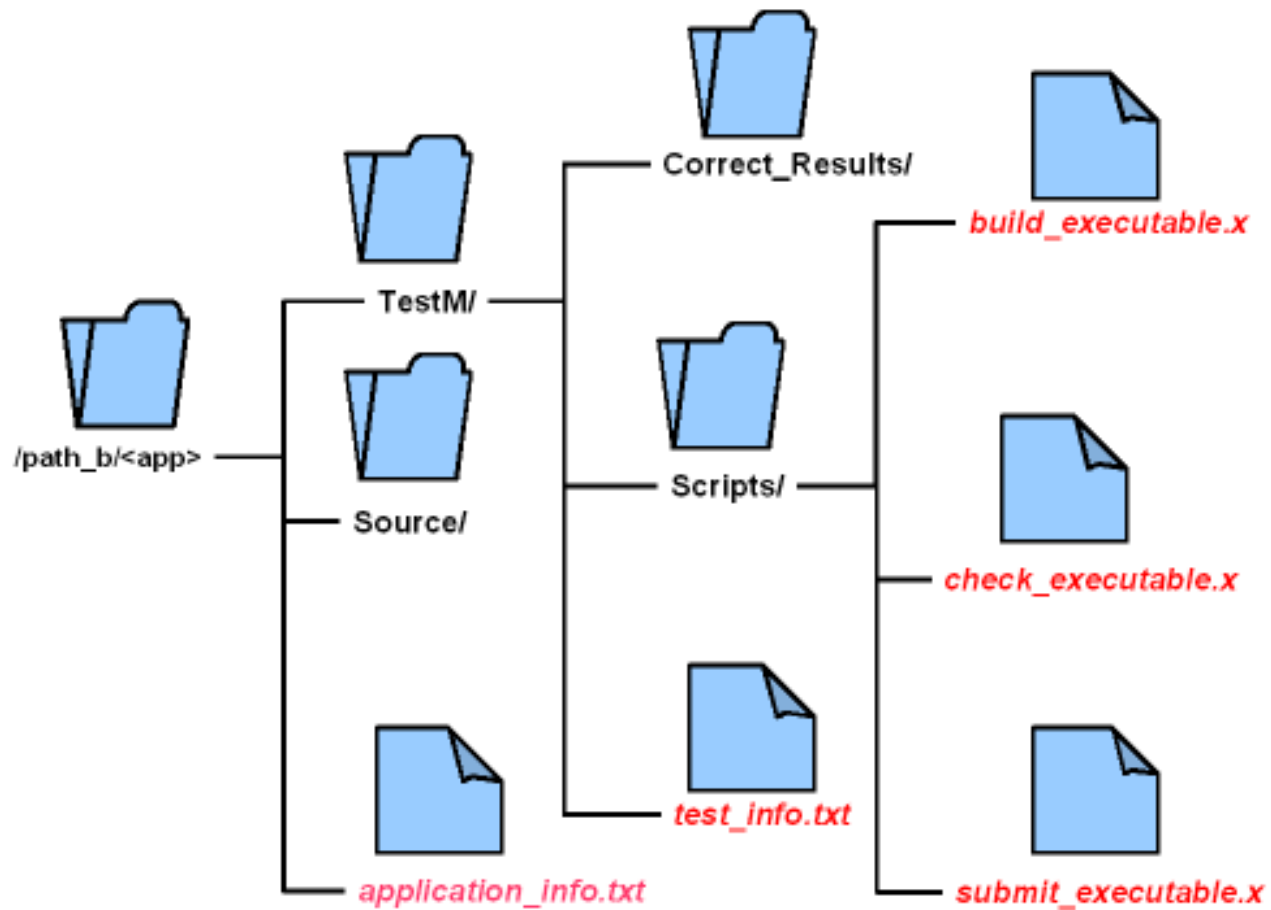 Correct_Results/
build_executable.x
TestM/
/path_b/<app>
Scripts/
Source/
check_executable.x
test_info.txt
application_info.txt
submit_executable.x